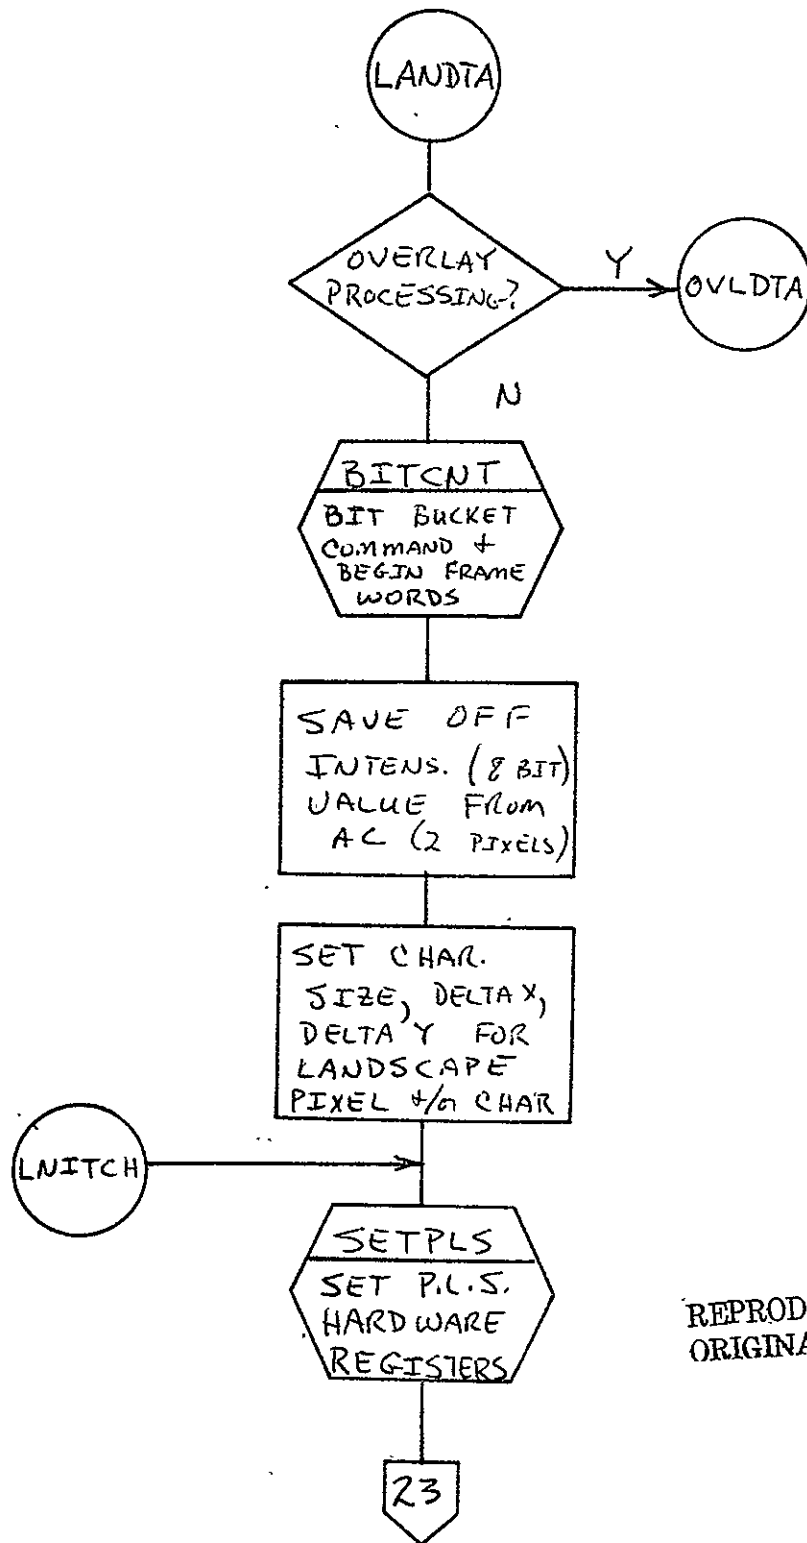 LANDTA
OVERLAY
PROCESSING?
Y
OVLDTA
N
BITCNT
BIT BUCKET
COMMAND +
BEGIN FRAME
WORDS
SAVE OFF
INTENS. (8 BIT)
VALUE FROM
AC (2 PIXELS)
SET CHAR.
SIZE, DELTA X,
DELTA Y FOR
LANDSCAPE
PIXEL +/or CHAR
LNITCH
SETPLS
SET P.L.S.
HARDWARE
REGISTERS
REPROD
ORIGINA
23